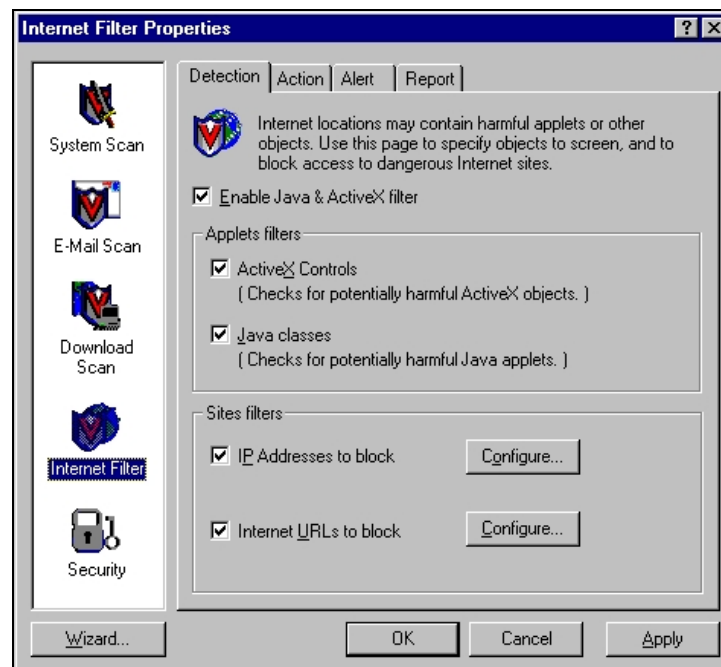 Internet Filter Properties
System Scan
E-Mail Scan
Download
Scan
Internet Filter
Security
Detection
Action
Alert
Report
Internet locations may contain harmful applets or other
objects. Use this page to specify objects to screen, and to
block access to dangerous Internet sites.
Enable Java & ActiveX filter
Applets filters
ActiveX Controls
( Checks for potentially harmful ActiveX objects. )
Java classes
( Checks for potentially harmful Java applets. )
Sites filters
IP Addresses to block
Configure...
Internet URLs to block
Configure...
Wizard...
OK
Cancel
Apply